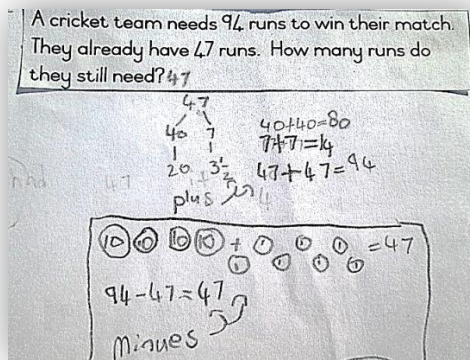 A cricket team needs 94 runs to win their match.
They already have 47 runs. How many runs do
they still need? 47
47
40 7
20 3½
40+40=80
7+7=14
47+47=94
plus
47
10 10 10 10 + 1 1 1 1 1 1 1 = 47
94-47=47
Minues